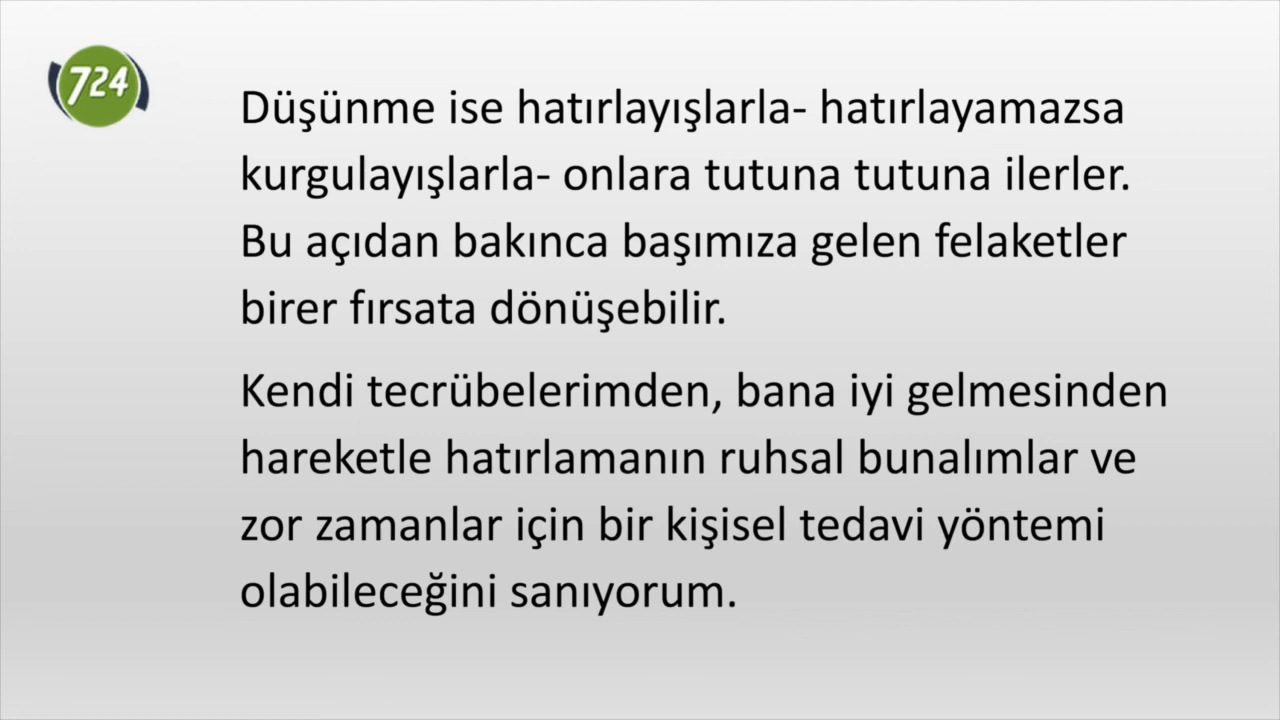 724
Düşünme ise hatırlayışlarla- hatırlayamazsa
kurgulayışlarla- onlara tutuna tutuna ilerler.
Bu açıdan bakınca başımıza gelen felaketler
birer fırsata dönüşebilir.
Kendi tecrübelerimden, bana iyi gelmesinden
hareketle hatırlamanın ruhsal bunalımlar ve
zor zamanlar için bir kişisel tedavi yöntemi
olabileceğini sanıyorum.